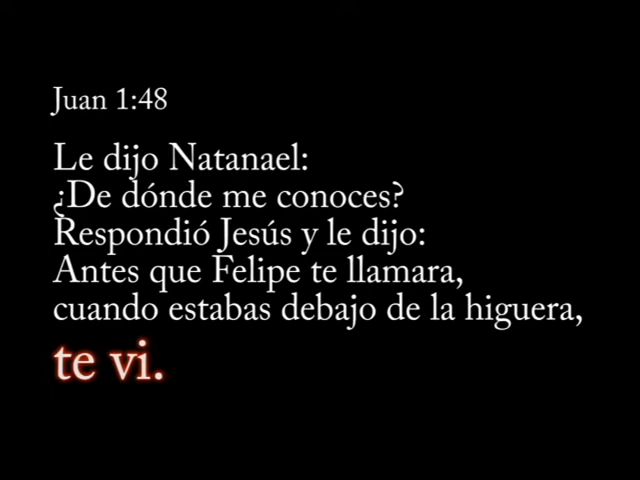 Juan 1:48
Le dijo Natanael:
¿De dónde me conoces?
Respondió Jesús y le dijo:
Antes que Felipe te llamara,
cuando estabas debajo de la higuera,
te vi.